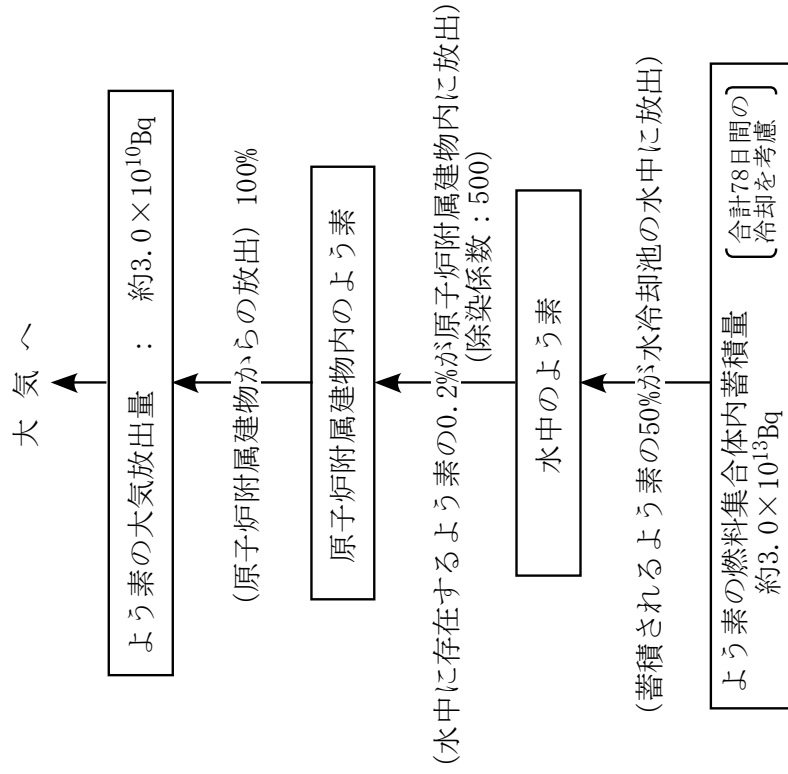 大気へ
よう素の大気放出量 ： 約3.0×10¹⁰Bq
(原子炉附属建物からの放出) 100%
原子炉附属建物内のよう素
(水中に存在するよう素の0.2%が原子炉附属建物内に放出)
(除染係数：500)
水中のよう素
(蓄積されるよう素の50%が水冷却池の水中に放出)
よう素の燃料集合体内蓄積量
約3.0×10¹³Bq
合計78日間の
冷却を考慮